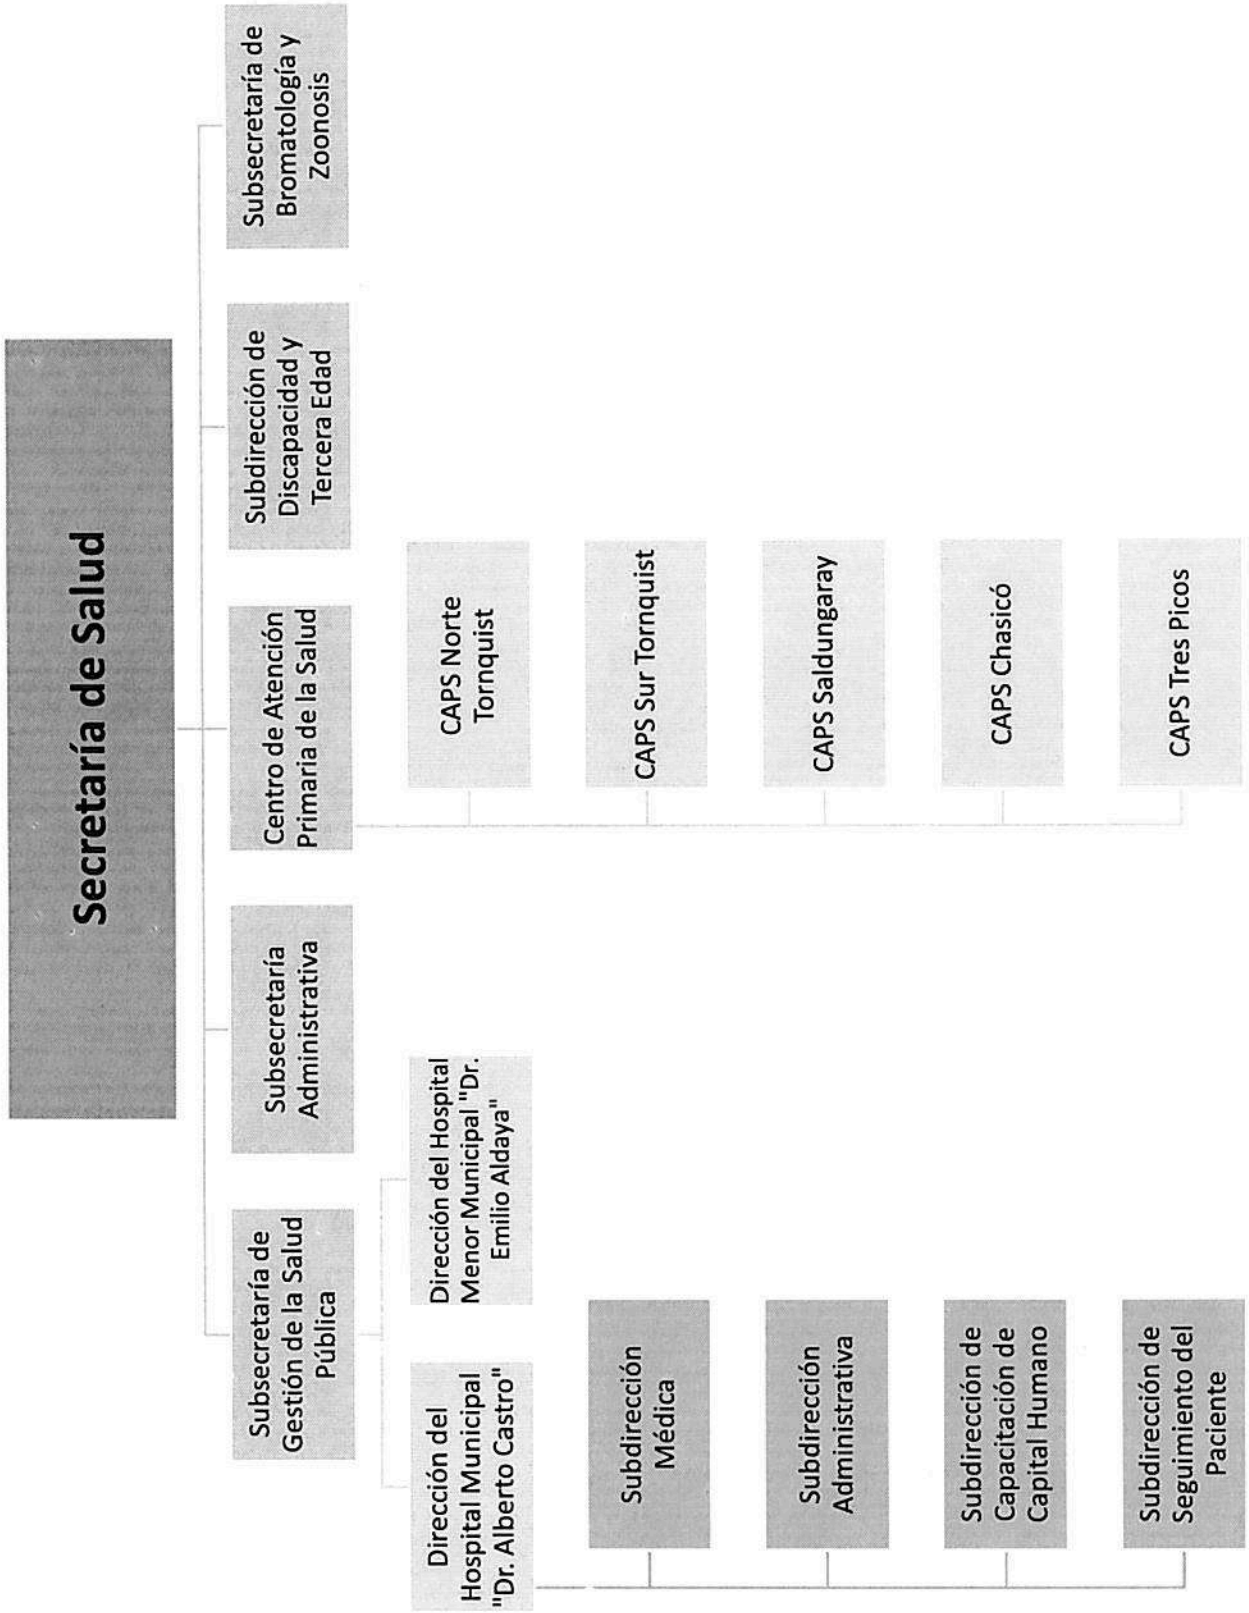 Secretaría de Salud
Subsecretaría de
Gestión de la Salud
Pública
Subsecretaría
Administrativa
Centro de Atención
Primaria de la Salud
Subdirección de
Discapacidad y
Tercera Edad
Subsecretaría de
Bromatología y
Zoonosis
Dirección del
Hospital Municipal
"Dr. Alberto Castro"
Dirección del Hospital
Menor Municipal "Dr.
Emilio Aldaya"
Subdirección
Médica
Subdirección
Administrativa
Subdirección de
Capacitación de
Capital Humano
Subdirección de
Seguimiento del
Paciente
CAPS Norte
Tornquist
CAPS Sur Tornquist
CAPS Saldungaray
CAPS Chasicó
CAPS Tres Picos